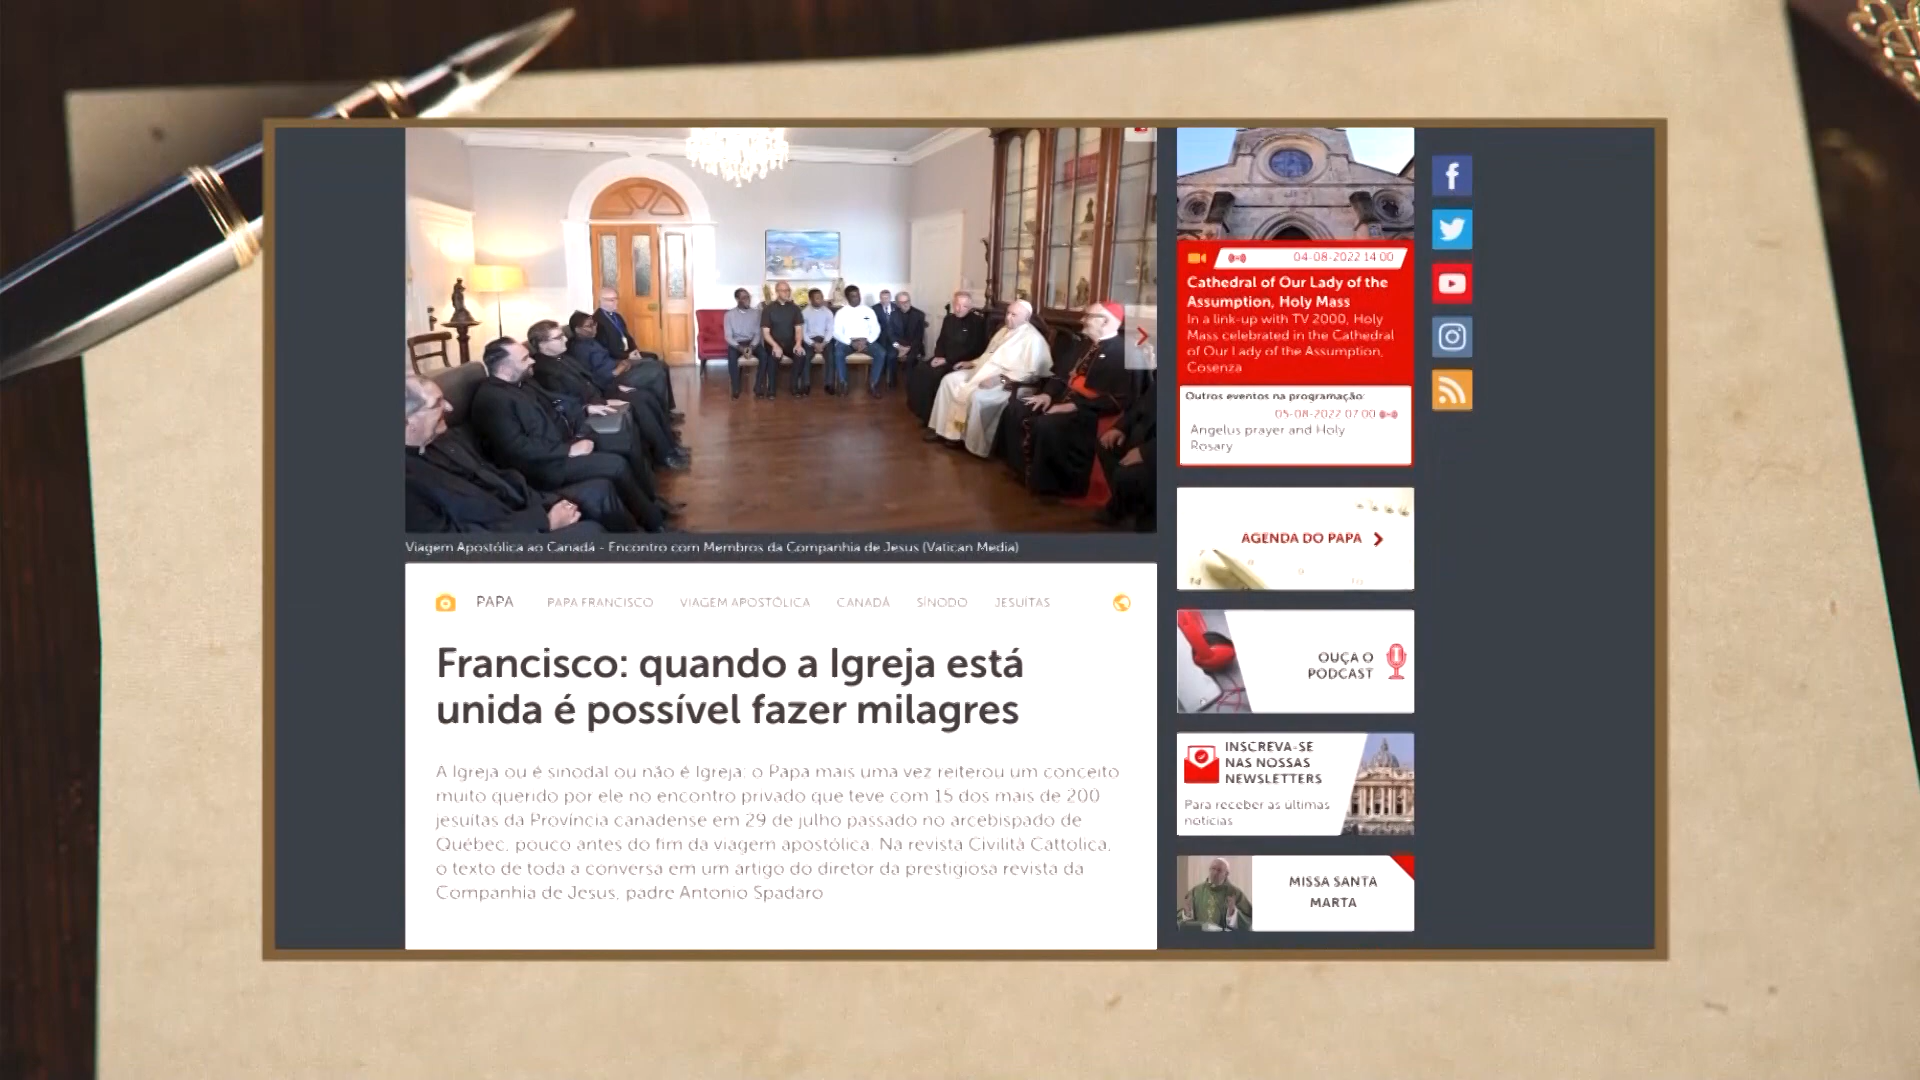 Viagem Apostólica ao Canadá - Encontro com Membros da Companhia de Jesus (Vatican Media)
PAPA PAPA FRANCISCO VIAGEM APOSTÓLICA CANADÁ SÍNODO JESUÍTAS
Francisco: quando a Igreja está
unida é possível fazer milagres
A Igreja ou é sinodal ou não é Igreja: o Papa mais uma vez reiterou um conceito
muito querido por ele no encontro privado que teve com 15 dos mais de 200
jesuítas da Província canadense em 29 de julho passado no arcebispado de
Québec, pouco antes do fim da viagem apostólica. Na revista Civiltà Cattolica,
o texto de toda a conversa em um artigo do diretor da prestigiosa revista da
Companhia de Jesus, padre Antonio Spadaro
04-08-2022 14:00
Cathedral of Our Lady of the
Assumption, Holy Mass
In a link-up with TV 2000, Holy
Mass celebrated in the Cathedral
of Our Lady of the Assumption,
Cosenza
Outros eventos na programação:
05-08-2022 07:00
Angelus prayer and Holy
Rosary
AGENDA DO PAPA
OUÇA O
PODCAST
INSCREVA-SE
NAS NOSSAS
NEWSLETTERS
Para receber as últimas
notícias
MISSA SANTA
MARTA